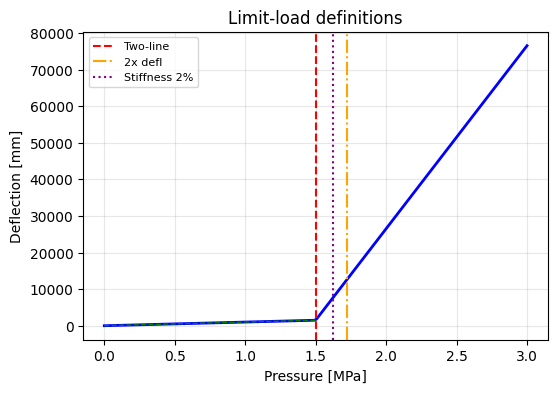 Limit-load definitions
Two-line
2x defl
Stiffness 2%
80000
70000
60000
50000
40000
30000
20000
10000
0
Deflection [mm]
0.0 0.5 1.0 1.5 2.0 2.5 3.0
Pressure [MPa]